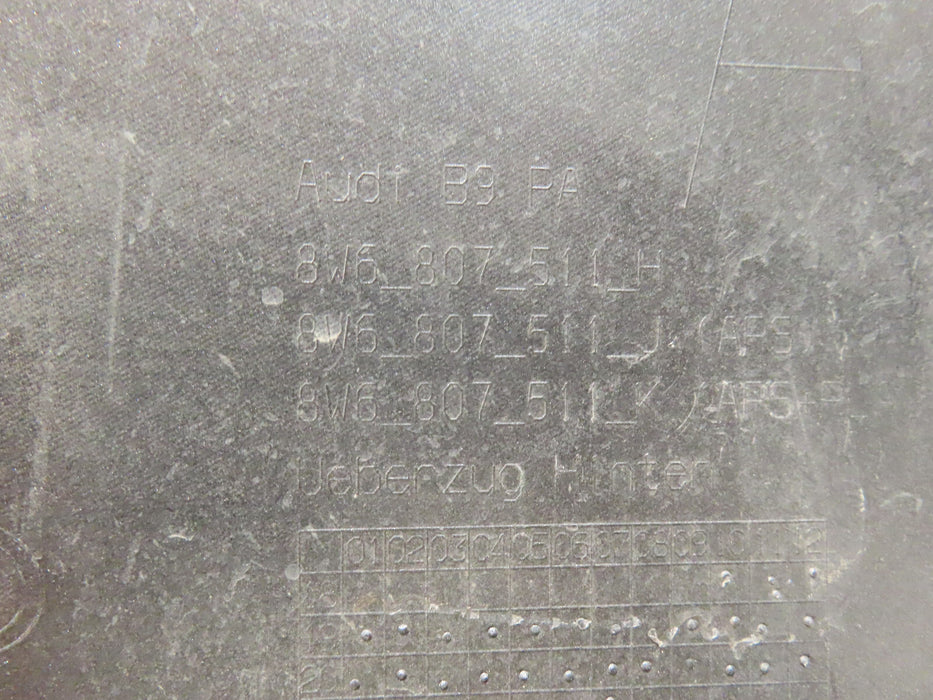 Audi B9 PA
8W6_807_511_H
8W6_807_511_J (APS)
8W6_807_511_K (APS+P
Ueberzug Hinten
01 02 03 04 05 06 07 08 09 10 11 12